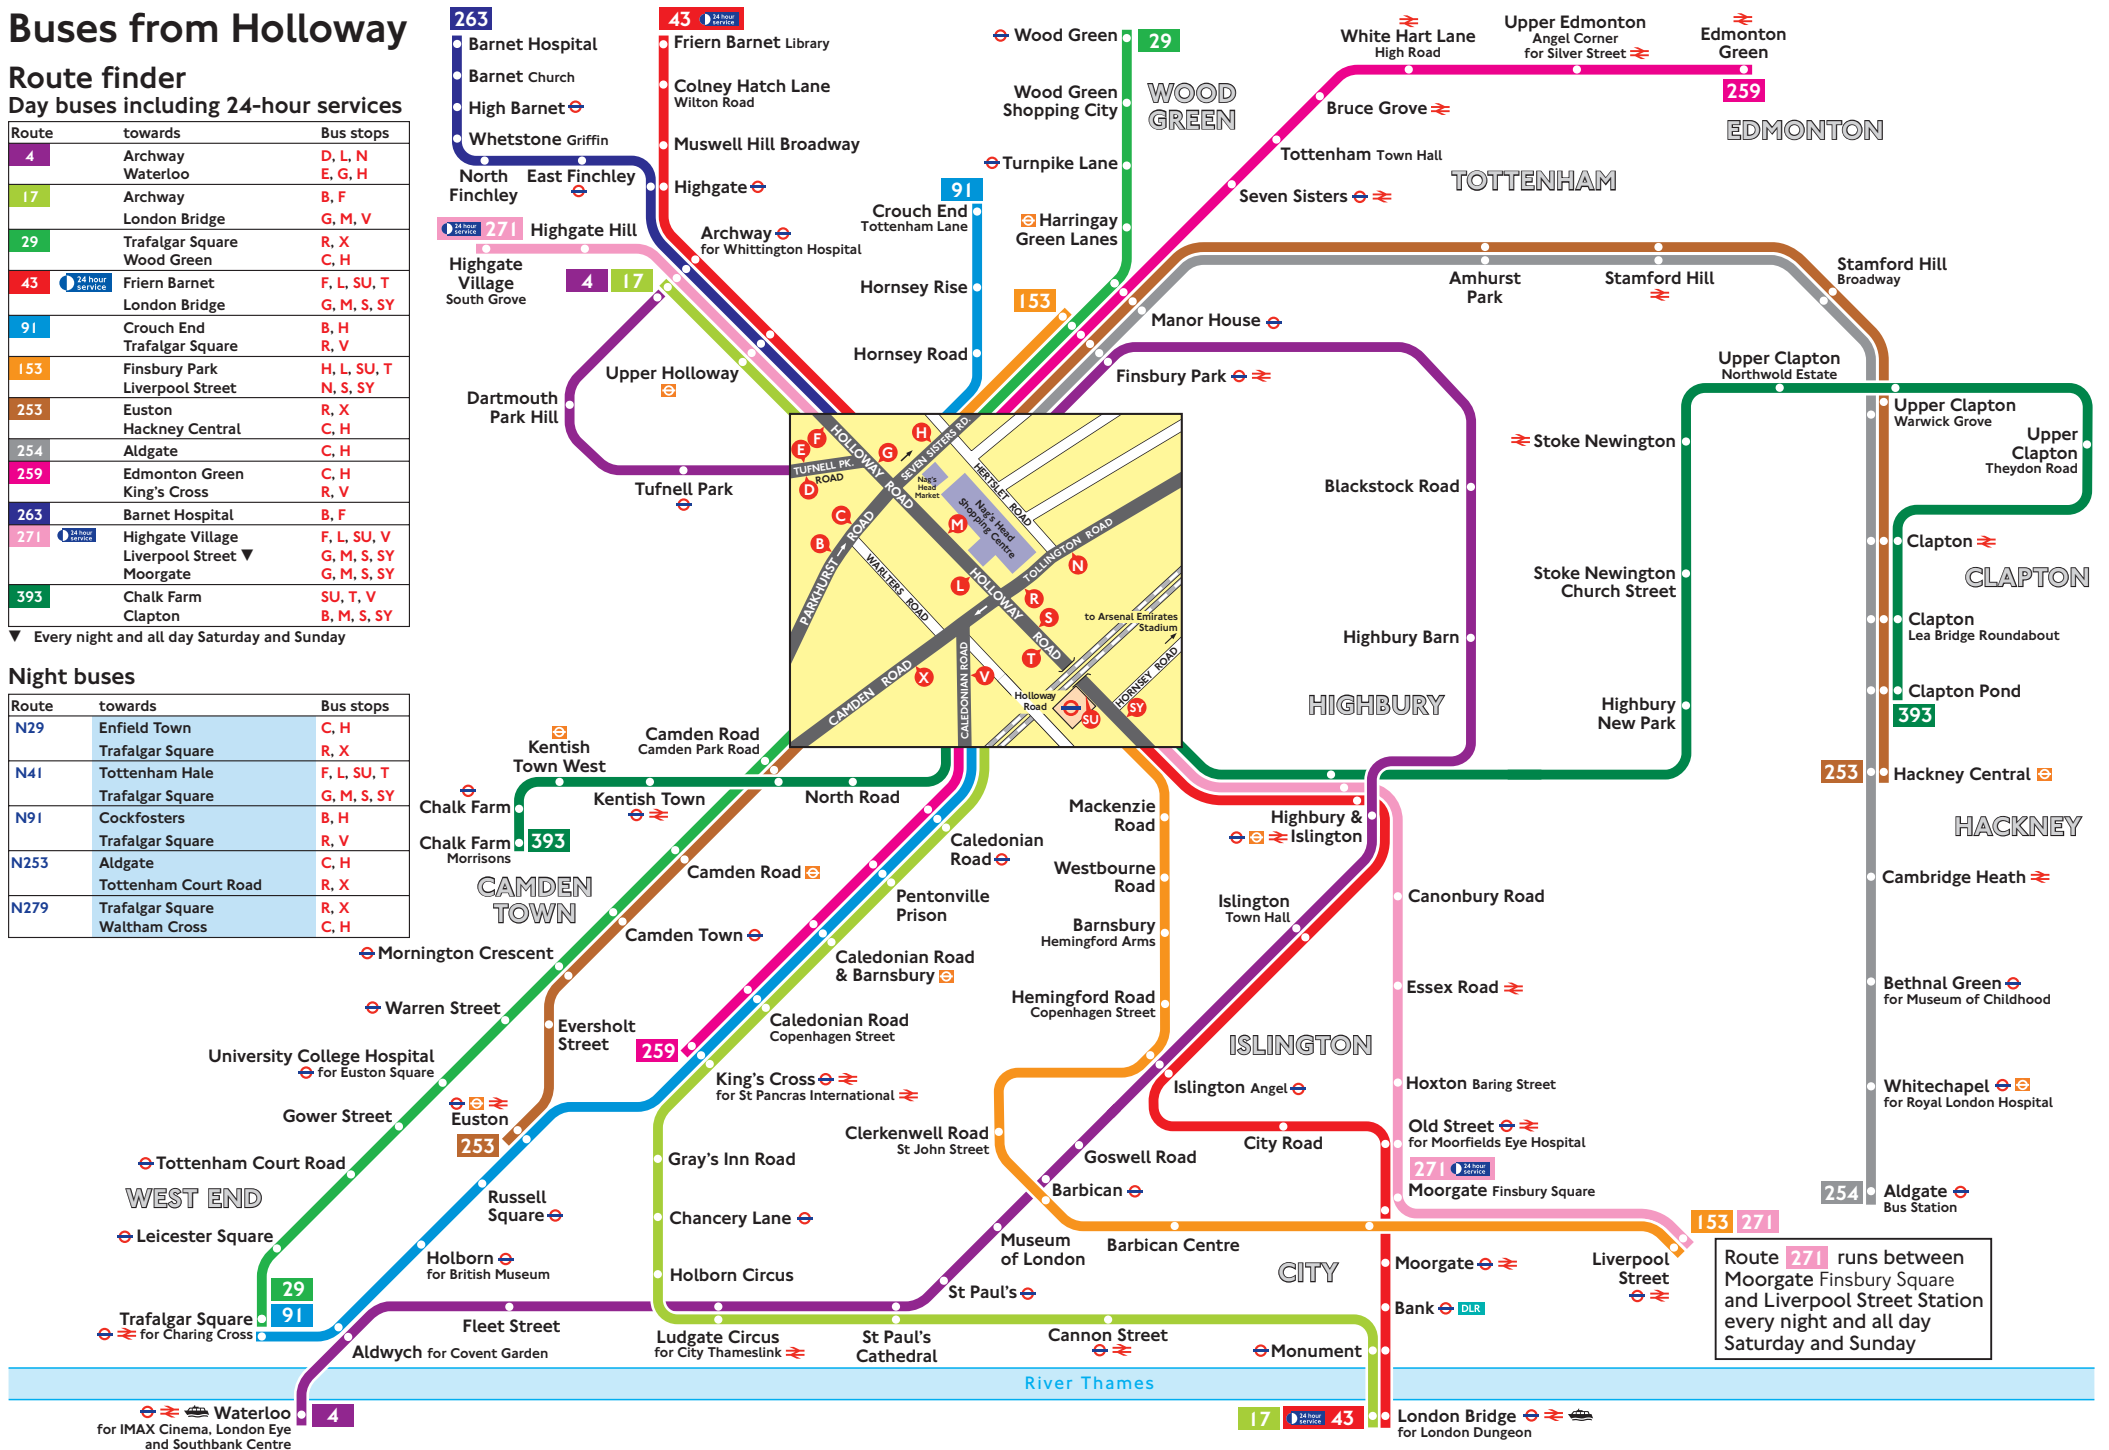 Buses from Holloway
Route finder
Day buses including 24-hour services
Route towards Bus stops
4 Archway D, L, N
Waterloo E, G, H
17 Archway B, F
London Bridge G, M, V
29 Trafalgar Square R, X
Wood Green C, H
43 24 hour service Friern Barnet F, L, SU, T
London Bridge G, M, S, SY
91 Crouch End B, H
Trafalgar Square R, V
153 Finsbury Park H, L, SU, T
Liverpool Street N, S, SY
253 Euston R, X
Hackney Central C, H
254 Aldgate C, H
259 Edmonton Green C, H
King's Cross R, V
263 Barnet Hospital B, F
271 24 hour service Highgate Village F, L, SU, V
Liverpool Street ▼ G, M, S, SY
Moorgate G, M, S, SY
393 Chalk Farm SU, T, V
Clapton B, M, S, SY
▼ Every night and all day Saturday and Sunday
Night buses
Route towards Bus stops
N29 Enfield Town C, H
Trafalgar Square R, X
N41 Tottenham Hale F, L, SU, T
Trafalgar Square G, M, S, SY
N91 Cockfosters B, H
Trafalgar Square R, V
N253 Aldgate C, H
Tottenham Court Road R, X
N279 Trafalgar Square R, X
Waltham Cross C, H
263
Barnet Hospital
Barnet Church
High Barnet
Whetstone Griffin
North
Finchley
East Finchley
43 24 hour service
Friern Barnet Library
Colney Hatch Lane
Wilton Road
Muswell Hill Broadway
Highgate
Archway
for Whittington Hospital
24 hour service 271
Highgate Hill
Highgate
Village
South Grove
4 17
Upper Holloway
Dartmouth
Park Hill
Tufnell Park
91
Crouch End
Tottenham Lane
Hornsey Rise
Hornsey Road
29
Wood Green
Wood Green
Shopping City
Turnpike Lane
Harringay
Green Lanes
WOOD
GREEN
153
Manor House
Finsbury Park
White Hart Lane
High Road
Upper Edmonton
Angel Corner
for Silver Street
Edmonton
Green
259
EDMONTON
Bruce Grove
Tottenham Town Hall
TOTTENHAM
Seven Sisters
Amhurst
Park
Stamford Hill
Stamford Hill
Broadway
Upper Clapton
Northwold Estate
Upper Clapton
Warwick Grove
Upper
Clapton
Theydon Road
Stoke Newington
Blackstock Road
Clapton
CLAPTON
Stoke Newington
Church Street
Clapton
Lea Bridge Roundabout
Highbury Barn
HIGHBURY
Highbury
New Park
Clapton Pond
393
253
Hackney Central
HACKNEY
Cambridge Heath
Bethnal Green
for Museum of Childhood
Whitechapel
for Royal London Hospital
254
Aldgate
Bus Station
E
F
G
H
D
C
B
M
L
N
R
S
T
X
V
SU
SY
HOLLOWAY ROAD
SEVEN SISTERS RD.
TUFNELL PK.
ROAD
Nag's
Head
Market
HERTSLET ROAD
Nag's Head
Shopping Centre
PARKHURST ROAD
WARLTERS ROAD
TOLLINGTON ROAD
HOLLOWAY ROAD
to Arsenal Emirates
Stadium
HORNSEY ROAD
CAMDEN ROAD
CALEDONIAN ROAD
Holloway
Road
Camden Road
Camden Park Road
Kentish
Town West
Chalk Farm
Kentish Town
North Road
Chalk Farm
Morrisons
393
CAMDEN
TOWN
Camden Road
Camden Town
Mornington Crescent
Warren Street
Eversholt
Street
University College Hospital
for Euston Square
Gower Street
Euston
253
Tottenham Court Road
WEST END
Leicester Square
29
91
Trafalgar Square
for Charing Cross
Russell
Square
Holborn
for British Museum
Fleet Street
Aldwych for Covent Garden
Waterloo
for IMAX Cinema, London Eye
and Southbank Centre
4
Caledonian
Road
Pentonville
Prison
Caledonian Road
& Barnsbury
Caledonian Road
Copenhagen Street
259
King's Cross
for St Pancras International
Gray's Inn Road
Chancery Lane
Holborn Circus
Ludgate Circus
for City Thameslink
St Paul's
Cathedral
Cannon Street
Monument
Mackenzie
Road
Westbourne
Road
Barnsbury
Hemingford Arms
Hemingford Road
Copenhagen Street
Clerkenwell Road
St John Street
Highbury &
Islington
Islington
Town Hall
Canonbury Road
Essex Road
ISLINGTON
Islington Angel
Hoxton Baring Street
City Road
Old Street
for Moorfields Eye Hospital
271 24 hour service
Moorgate Finsbury Square
Goswell Road
Barbican
Museum
of London
Barbican Centre
St Paul's
CITY
Moorgate
Bank DLR
Liverpool
Street
153 271
Route 271 runs between
Moorgate Finsbury Square
and Liverpool Street Station
every night and all day
Saturday and Sunday
River Thames
17 24 hour service 43
London Bridge
for London Dungeon